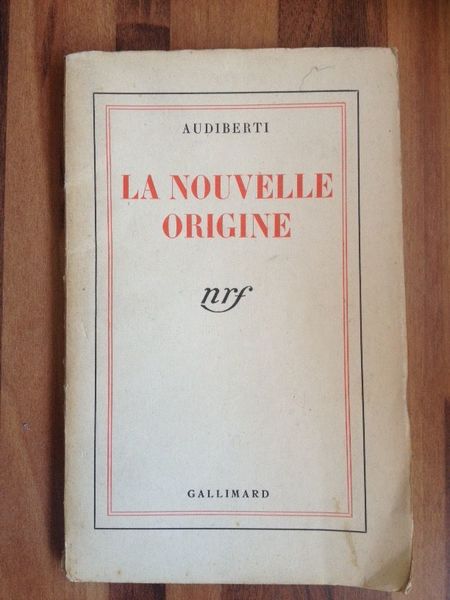 AUDIBERTI
LA NOUVELLE
ORIGINE
nrf
GALLIMARD